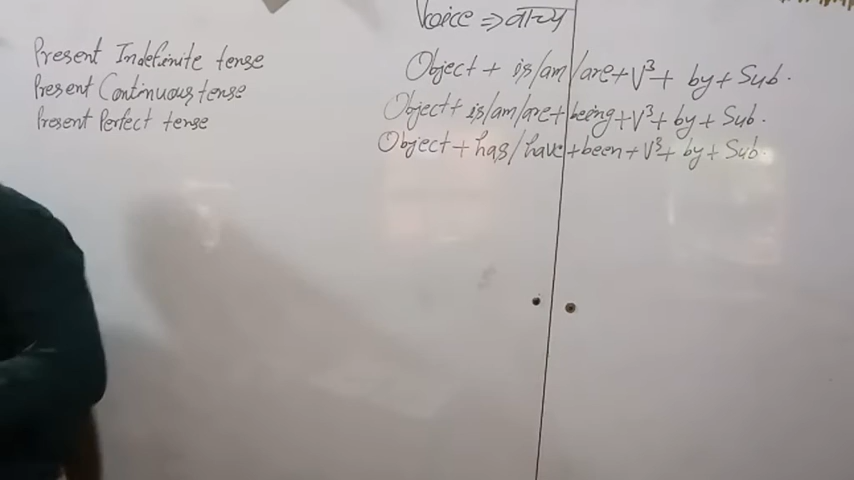 Voice ⇒ वाच्य
Present Indefinite tense
Object + is/am/are + V³ + by + Sub.
Present Continuous tense
Object + is/am/are + being + V³ + by + Sub.
Present Perfect tense
Object + has/have + been + V³ + by + Sub.